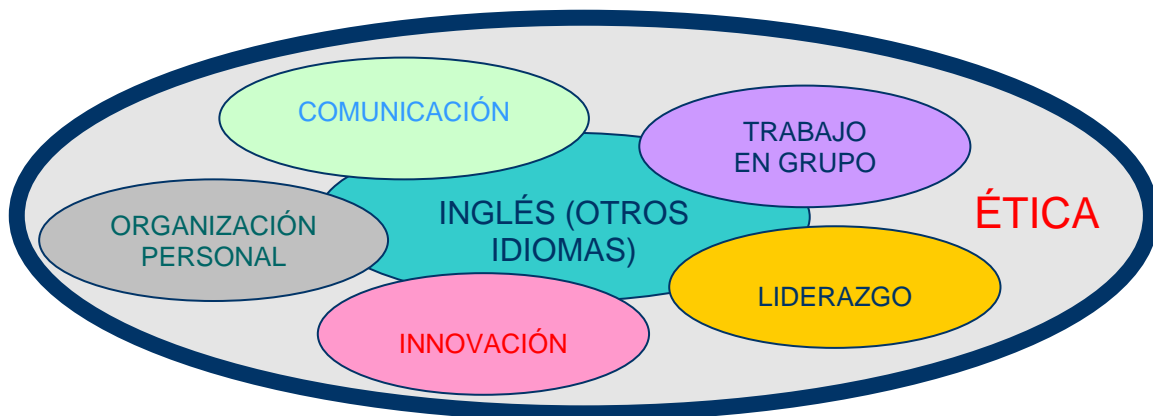 COMUNICACIÓN
TRABAJO
EN GRUPO
ÉTICA
INGLÉS (OTROS
IDIOMAS)
ORGANIZACIÓN
PERSONAL
LIDERAZGO
INNOVACIÓN